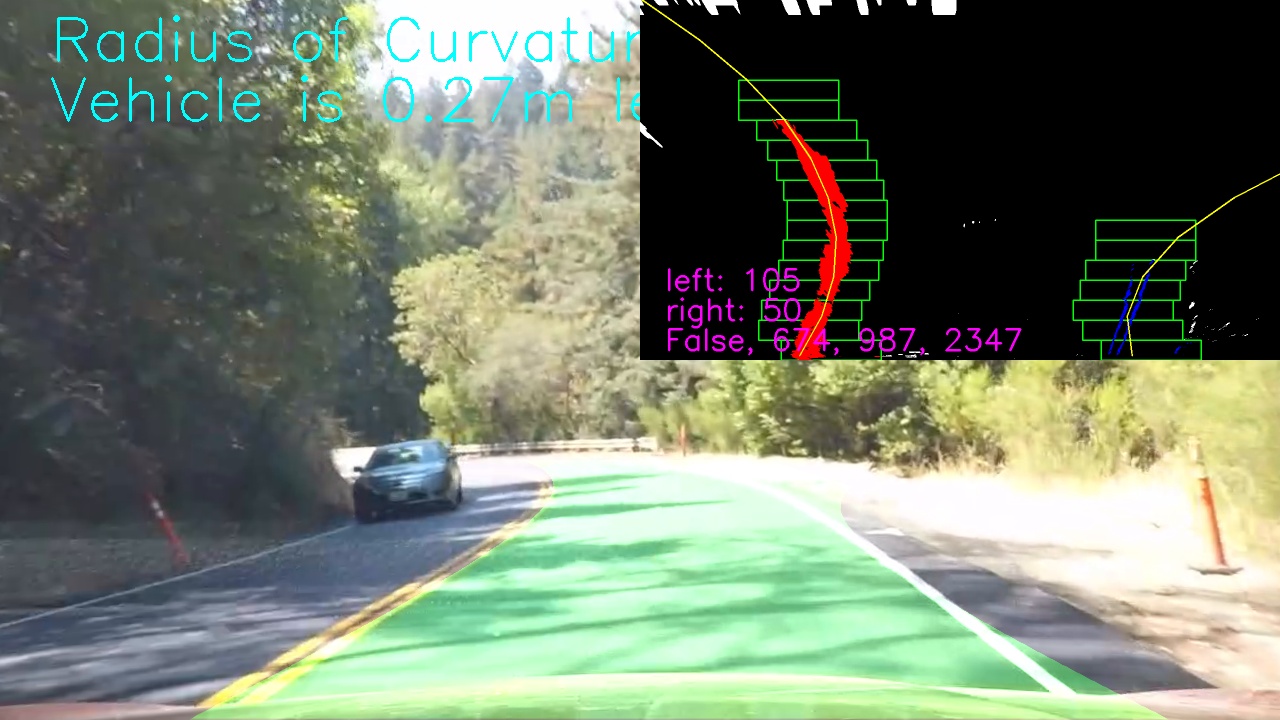 Radius of Curvatur
Vehicle is 0.27m le
left: 105
right: 50
False, 674, 987, 2347